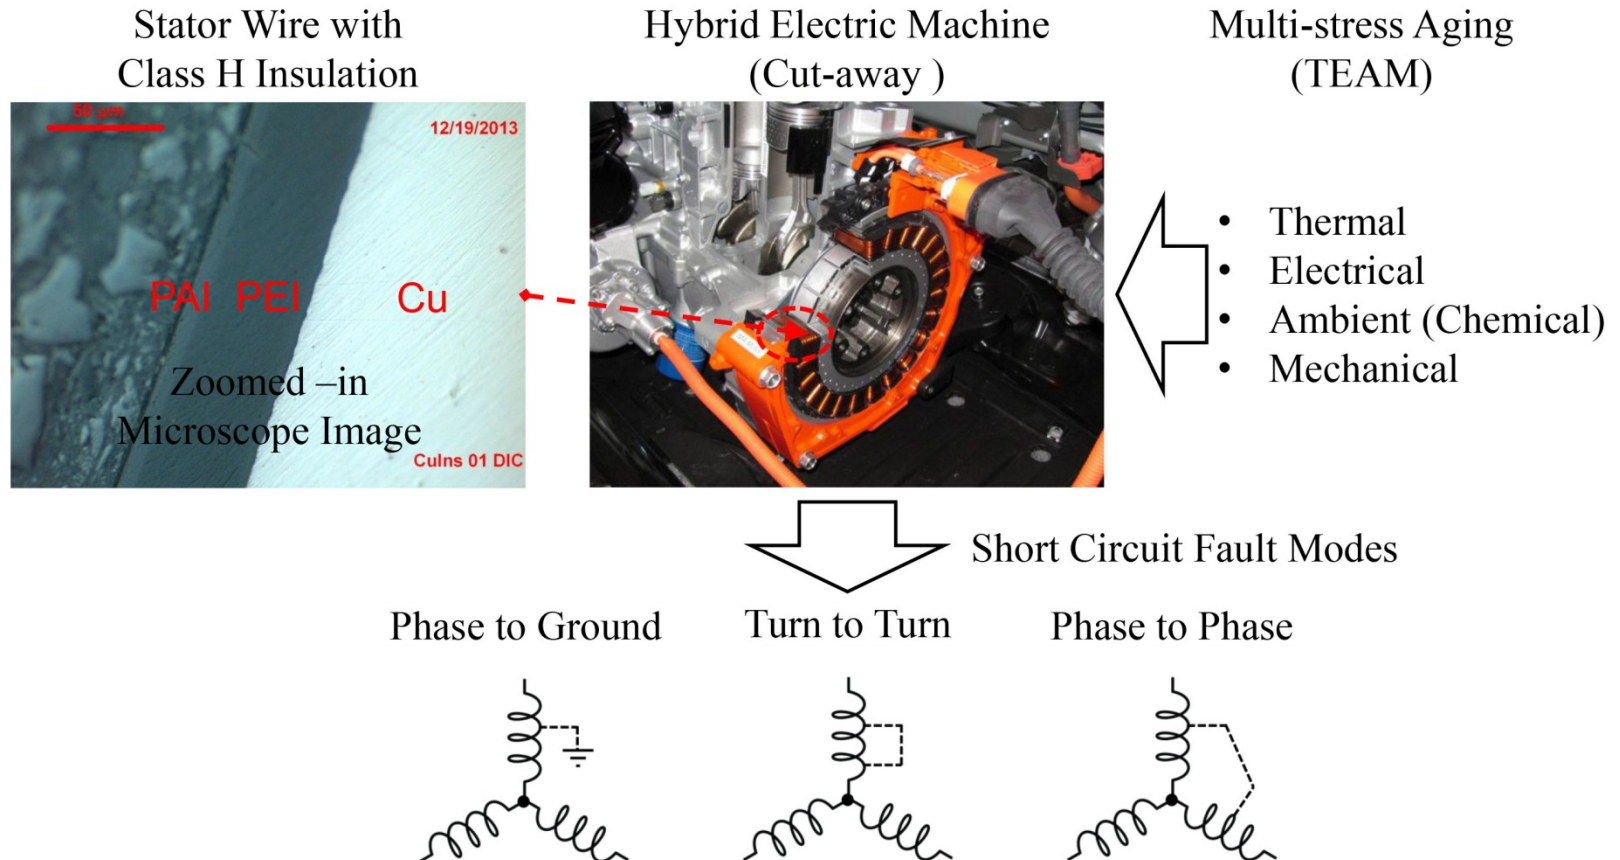 Stator Wire with
Class H Insulation
Hybrid Electric Machine
(Cut-away )
Multi-stress Aging
(TEAM)
50 µm
12/19/2013
PAI PEI Cu
Zoomed –in
Microscope Image
CuIns 01 DIC
• Thermal
• Electrical
• Ambient (Chemical)
• Mechanical
Short Circuit Fault Modes
Phase to Ground
Turn to Turn
Phase to Phase